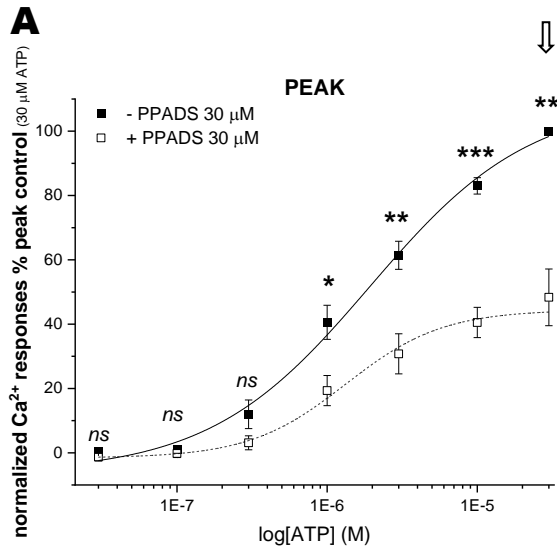 A
PEAK
- PPADS 30 μM
+ PPADS 30 μM
normalized Ca²⁺ responses % peak control (30 μM ATP)
100
80
60
40
20
0
ns
ns
ns
*
**
***
**
1E-7
1E-6
1E-5
log[ATP] (M)